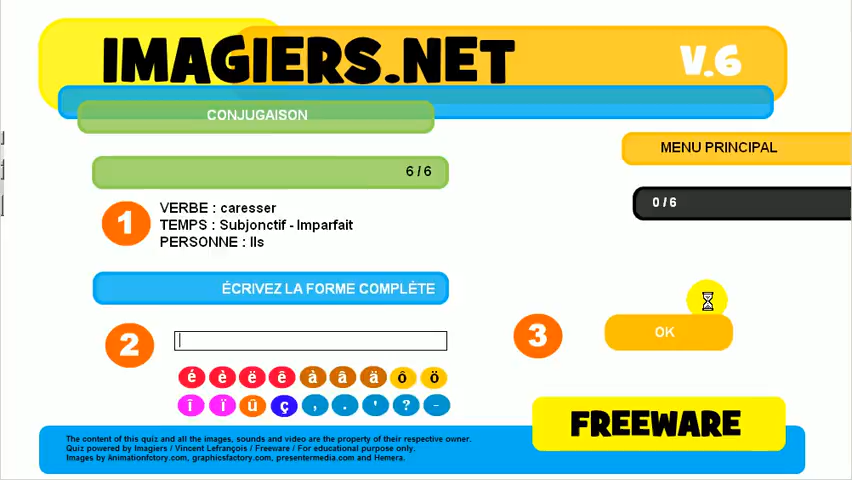 IMAGIERS.NET
V.6
CONJUGAISON
MENU PRINCIPAL
6 / 6
0 / 6
1
VERBE : caresser
TEMPS : Subjonctif - Imparfait
PERSONNE : Ils
ÉCRIVEZ LA FORME COMPLÈTE
2
3
OK
é è ë ê à â ä ô ö
î ï û ç , . ' ? -
FREEWARE
The content of this quiz and all the images, sounds and video are the property of their respective owner.
Quiz powered by Imagiers / Vincent Lefrançois / Freeware / For educational purpose only.
Images by Animationfctory.com, graphicsfactory.com, presentermedia.com and Hemera.